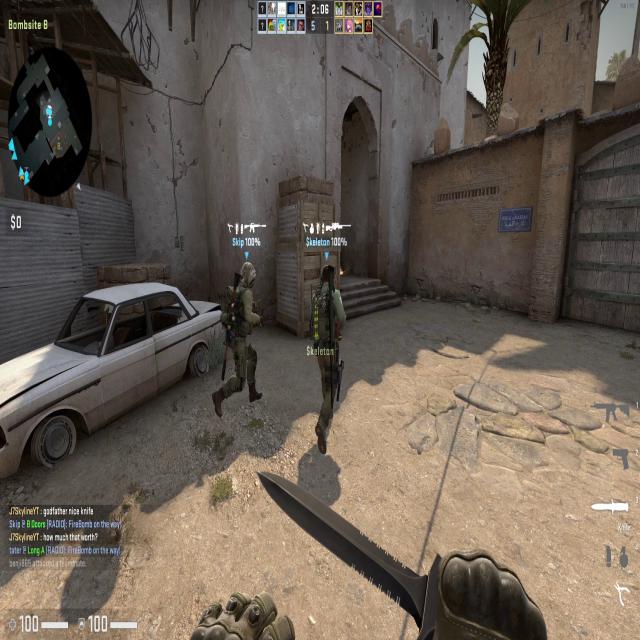 Bombsite B
2:06
5 1
$0
Skip 100%
Skeleton 100%
Skeleton
J7SkylineYT : godfather nice knife
Skip @ B Doors [RADIO]: FireBomb on the way
J7SkylineYT : how much that worth?
tater @ Long A [RADIO]: FireBomb on the way
100 100